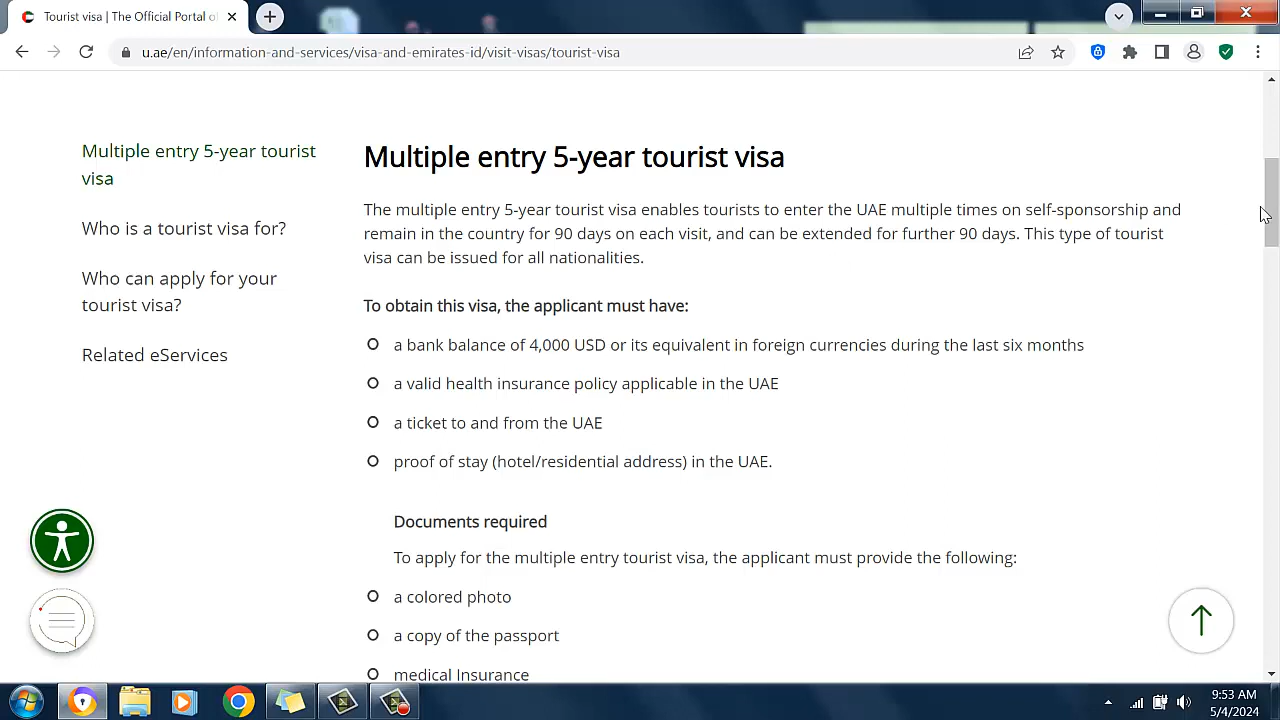 Tourist visa | The Official Portal o
u.ae/en/information-and-services/visa-and-emirates-id/visit-visas/tourist-visa
Multiple entry 5-year tourist
visa
Who is a tourist visa for?
Who can apply for your
tourist visa?
Related eServices
Multiple entry 5-year tourist visa
The multiple entry 5-year tourist visa enables tourists to enter the UAE multiple times on self-sponsorship and
remain in the country for 90 days on each visit, and can be extended for further 90 days. This type of tourist
visa can be issued for all nationalities.
To obtain this visa, the applicant must have:
a bank balance of 4,000 USD or its equivalent in foreign currencies during the last six months
a valid health insurance policy applicable in the UAE
a ticket to and from the UAE
proof of stay (hotel/residential address) in the UAE.
Documents required
To apply for the multiple entry tourist visa, the applicant must provide the following:
a colored photo
a copy of the passport
medical Insurance
9:53 AM
5/4/2024